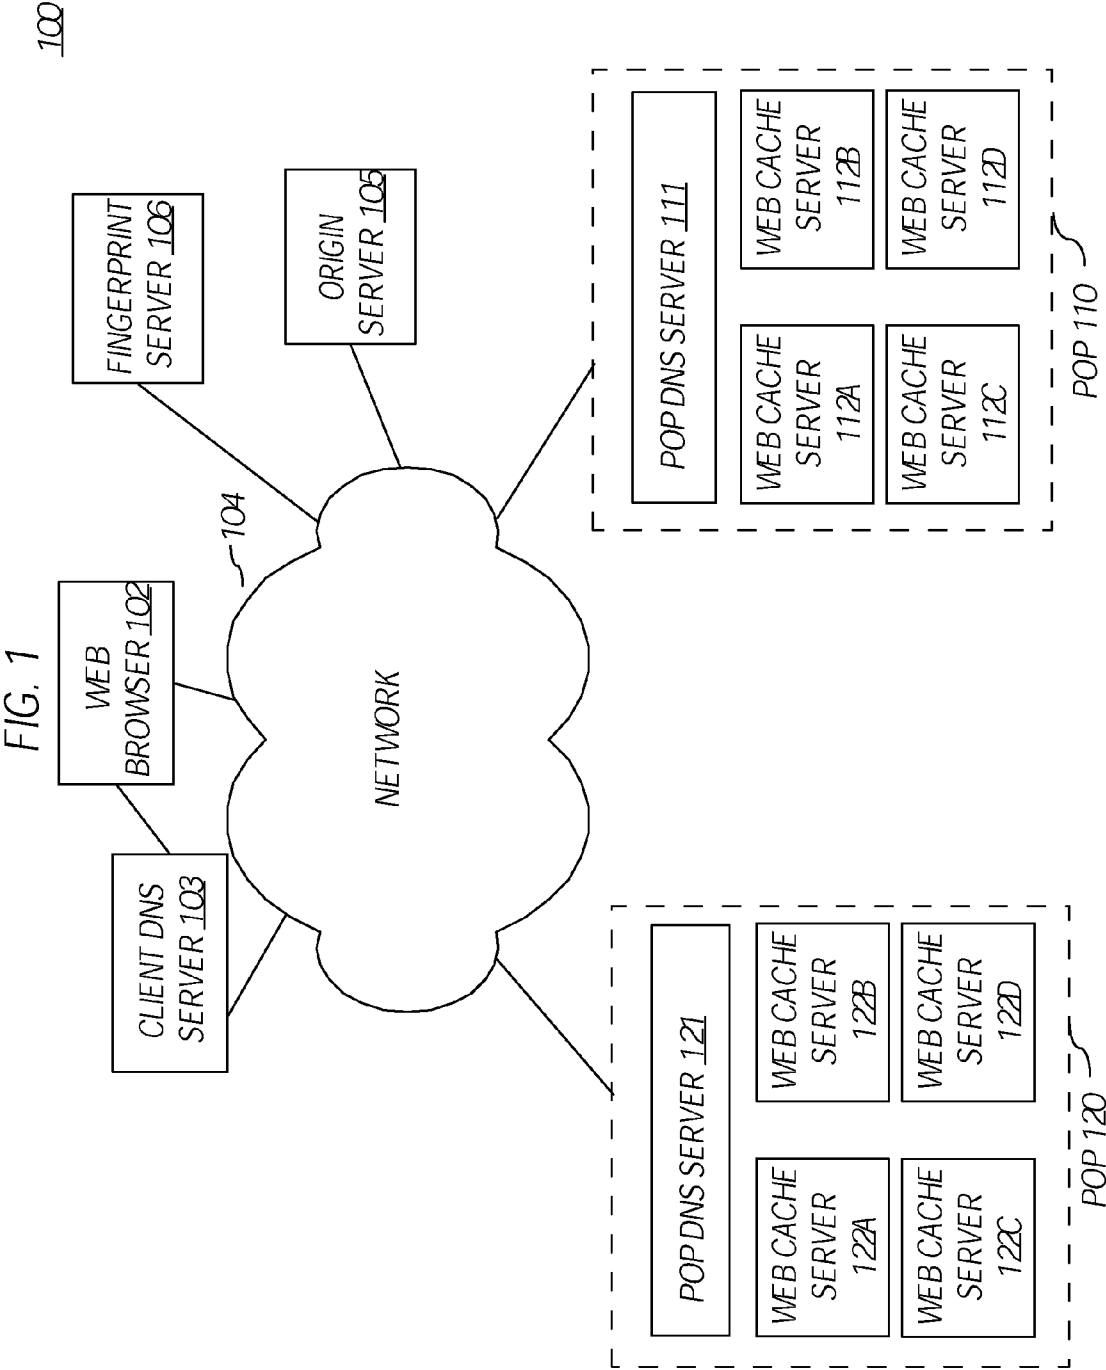 FIG. 1
100
CLIENT DNS
SERVER 103
WEB
BROWSER 102
FINGERPRINT
SERVER 106
ORIGIN
SERVER 105
104
NETWORK
POP DNS SERVER 121
WEB CACHE
SERVER
122A
WEB CACHE
SERVER
122B
WEB CACHE
SERVER
122C
WEB CACHE
SERVER
122D
POP 120
POP DNS SERVER 111
WEB CACHE
SERVER
112A
WEB CACHE
SERVER
112B
WEB CACHE
SERVER
112C
WEB CACHE
SERVER
112D
POP 110